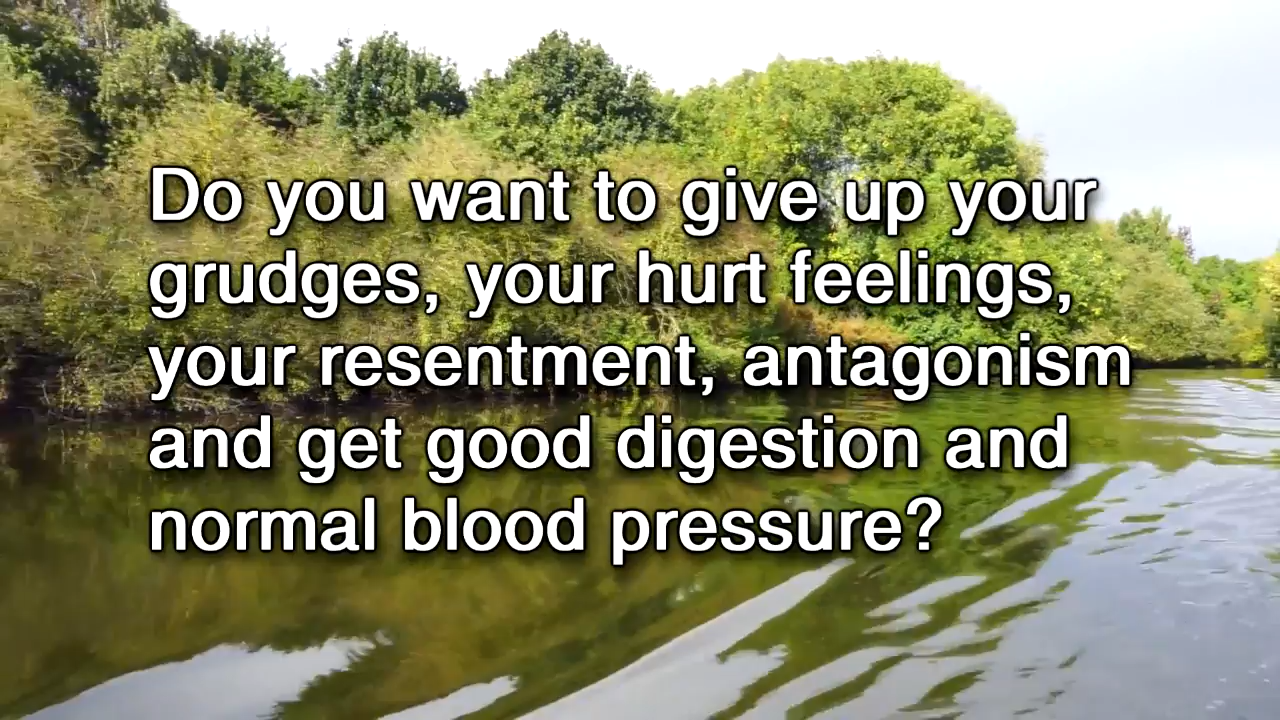 Do you want to give up your
grudges, your hurt feelings,
your resentment, antagonism
and get good digestion and
normal blood pressure?